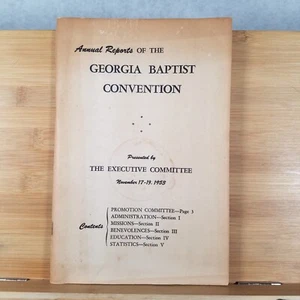 Annual Reports OF THE
GEORGIA BAPTIST
CONVENTION
Presented by
THE EXECUTIVE COMMITTEE
November 17-19, 1953
Contents
PROMOTION COMMITTEE—Page 3
ADMINISTRATION—Section I
MISSIONS—Section II
BENEVOLENCES—Section III
EDUCATION—Section IV
STATISTICS—Section V